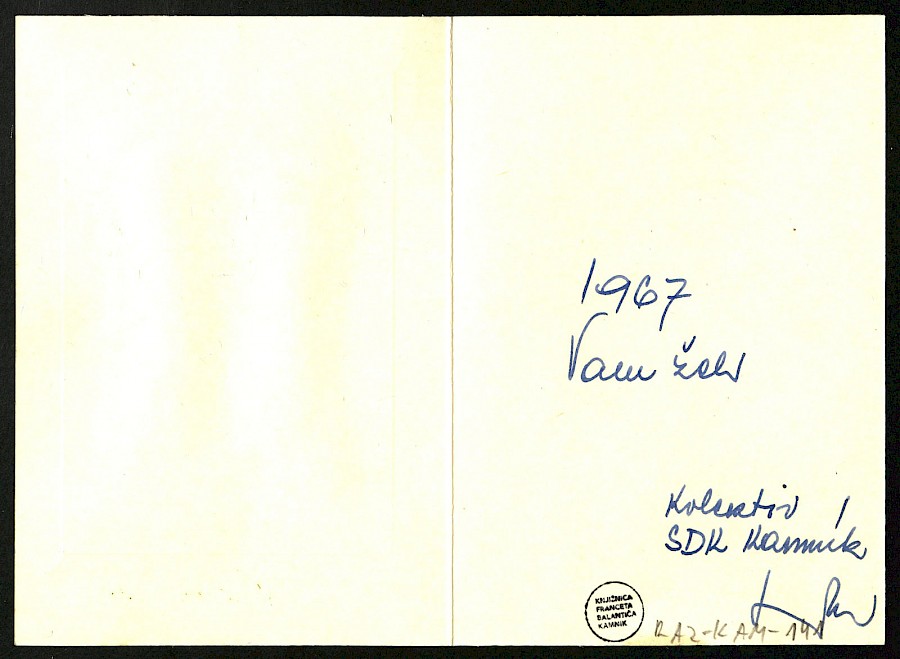 1967
Vam želi
Kolektiv
SDK Kamnik
KNJIŽNICA
FRANCETA
BALANTIČA
KAMNIK
RAZ-KAM-141